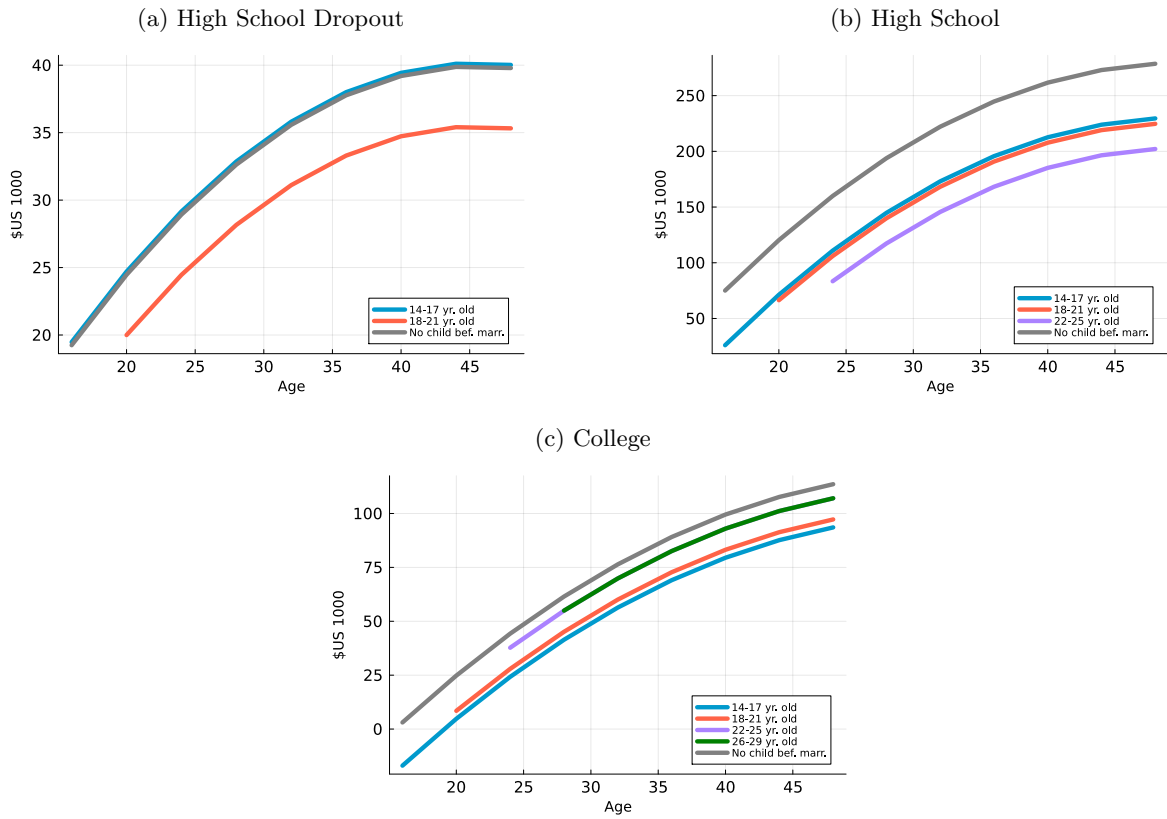 (a) High School Dropout
40
35
30
25
20
$US 1000
20 25 30 35 40 45
Age
14-17 yr. old
18-21 yr. old
No child bef. marr.
(b) High School
250
200
150
100
50
$US 1000
20 25 30 35 40 45
Age
14-17 yr. old
18-21 yr. old
22-25 yr. old
No child bef. marr.
(c) College
100
75
50
25
0
$US 1000
20 25 30 35 40 45
Age
14-17 yr. old
18-21 yr. old
22-25 yr. old
26-29 yr. old
No child bef. marr.